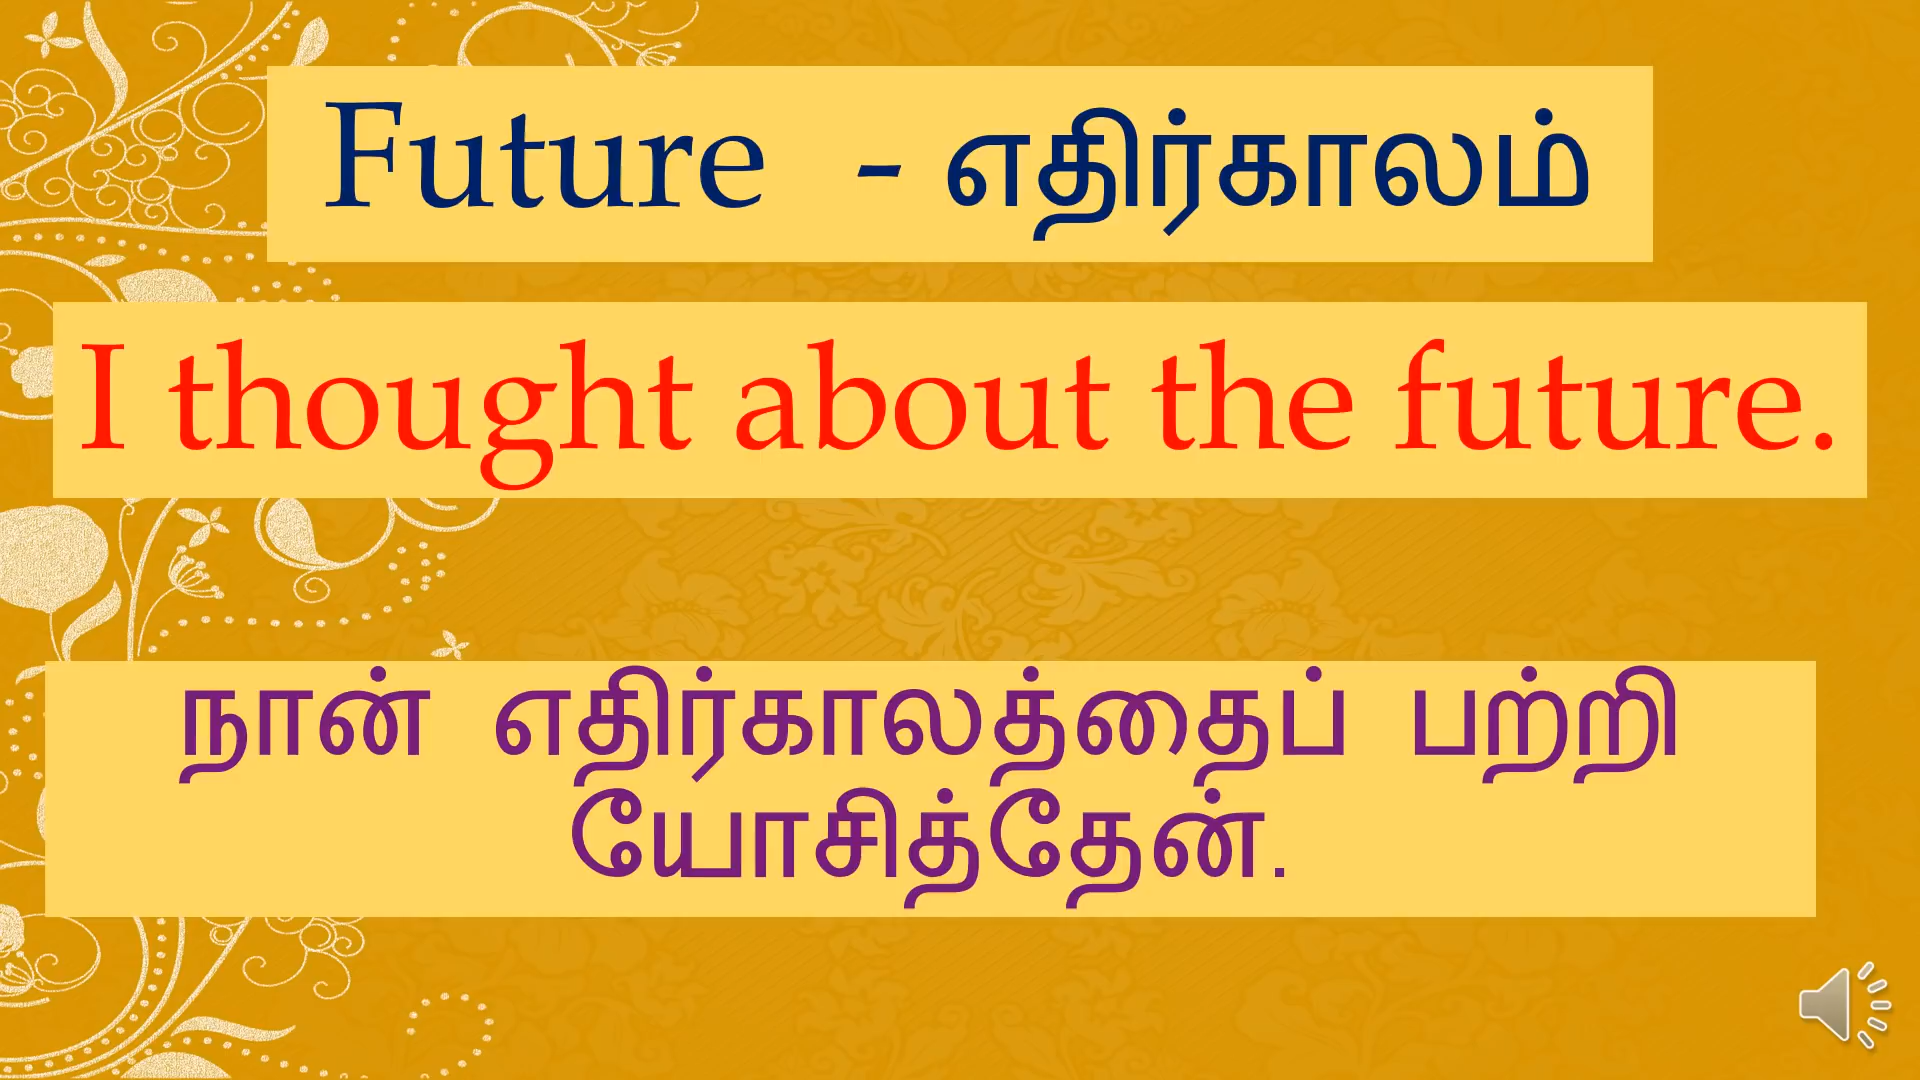 Future - எதிர்காலம்
I thought about the future.
நான் எதிர்காலத்தைப் பற்றி
யோசித்தேன்.